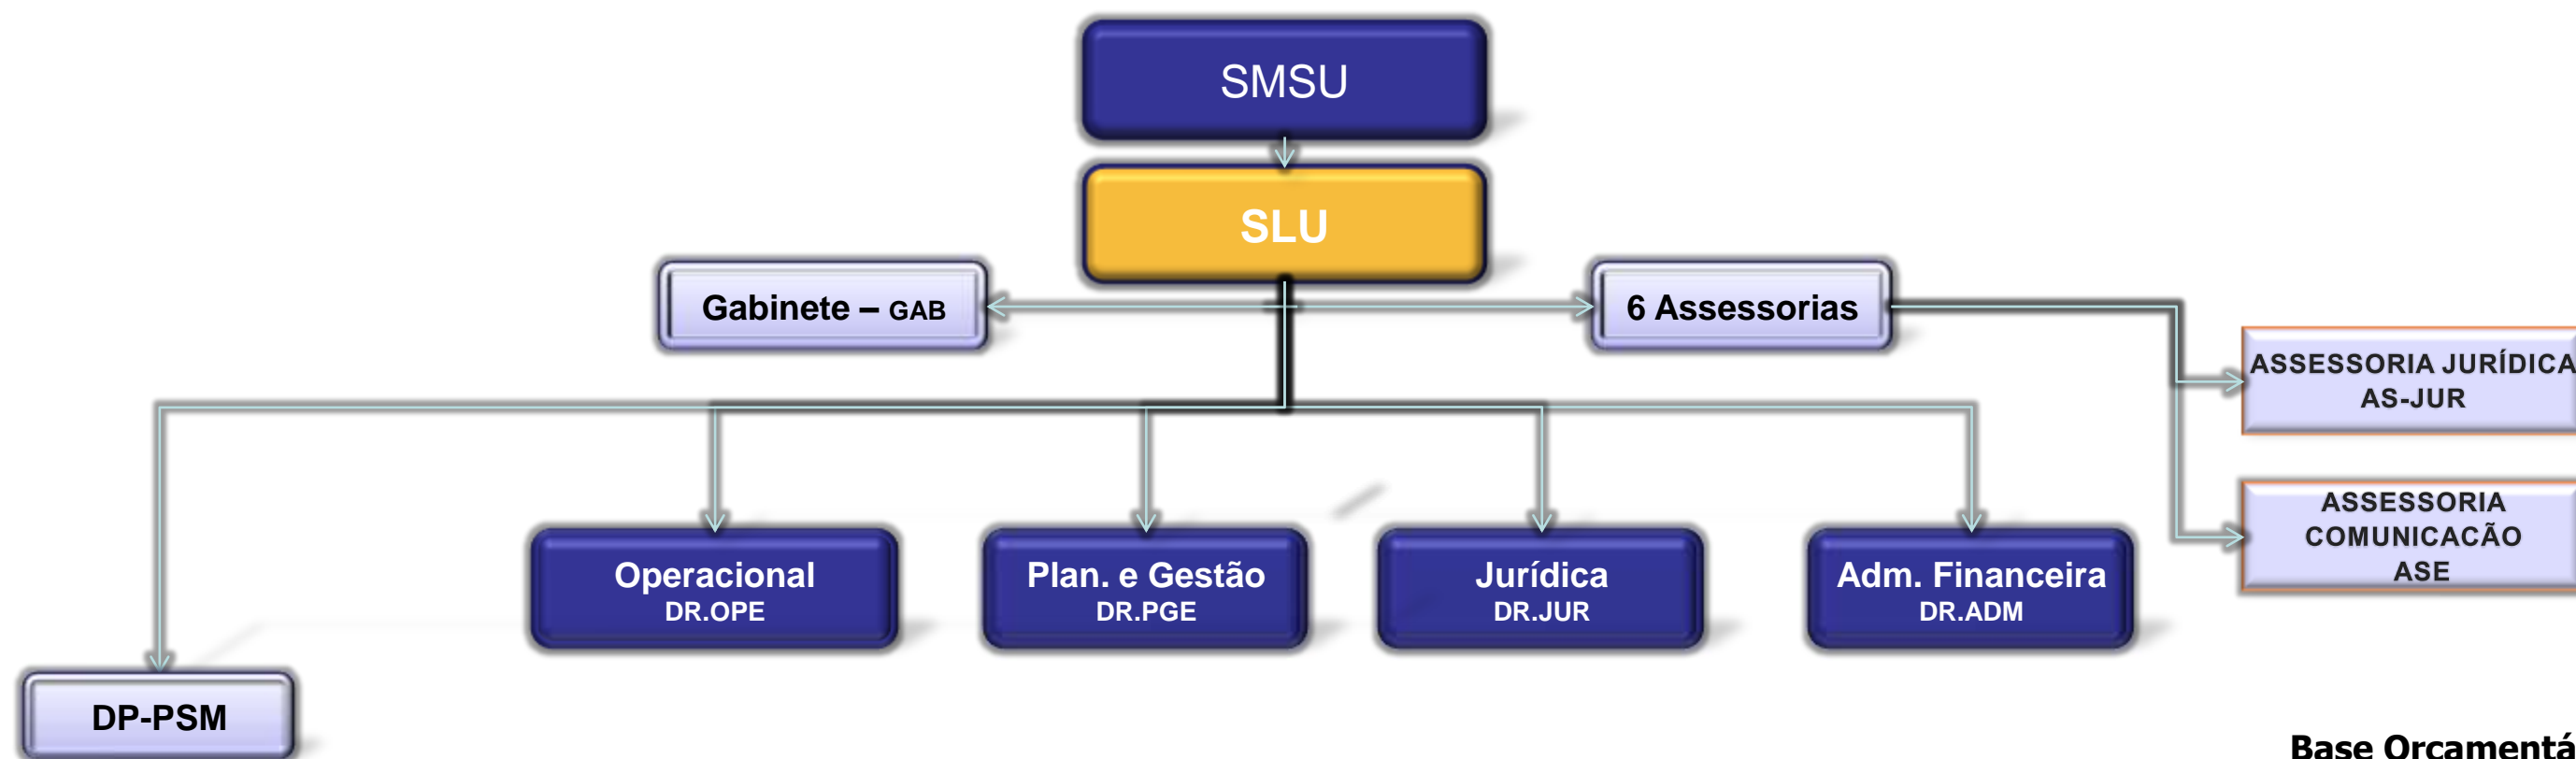 SMSU
SLU
Gabinete – GAB
6 Assessorias
ASSESSORIA JURÍDICA
AS-JUR
ASSESSORIA
COMUNICACÃO
ASE
Operacional
DR.OPE
Plan. e Gestão
DR.PGE
Jurídica
DR.JUR
Adm. Financeira
DR.ADM
DP-PSM
Base